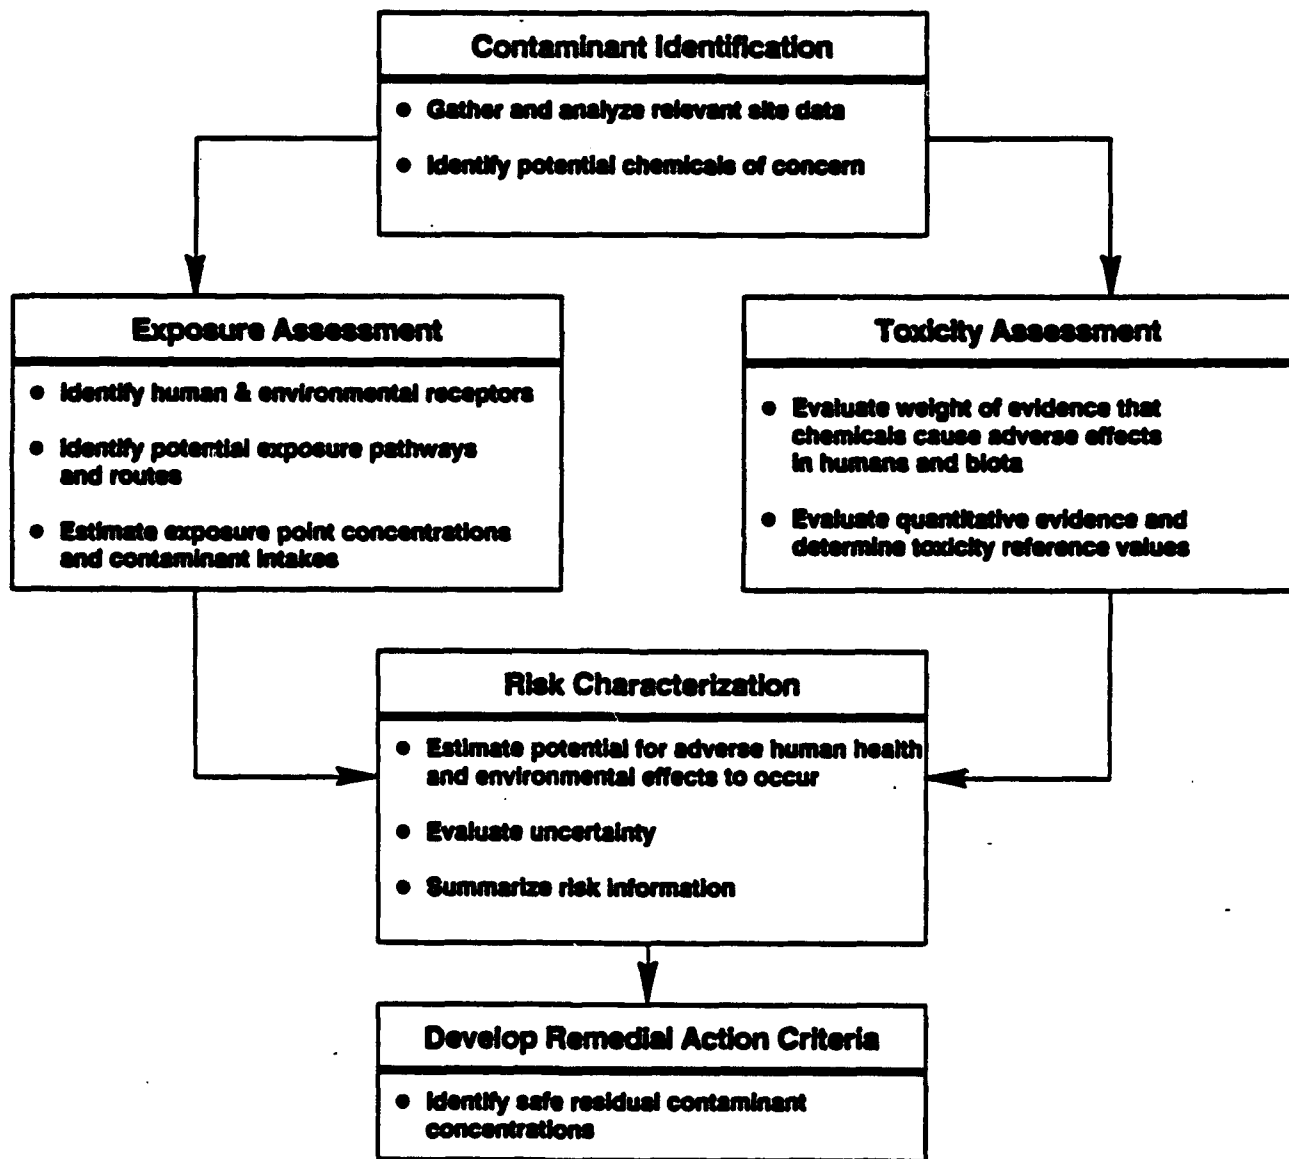 Contaminant Identification
● Gather and analyze relevant site data
● Identify potential chemicals of concern
Exposure Assessment
● Identify human & environmental receptors
● Identify potential exposure pathways
and routes
● Estimate exposure point concentrations
and contaminant intakes
Toxicity Assessment
● Evaluate weight of evidence that
chemicals cause adverse effects
in humans and biota
● Evaluate quantitative evidence and
determine toxicity reference values
Risk Characterization
● Estimate potential for adverse human health
and environmental effects to occur
● Evaluate uncertainty
● Summarize risk information
Develop Remedial Action Criteria
● Identify safe residual contaminant
concentrations